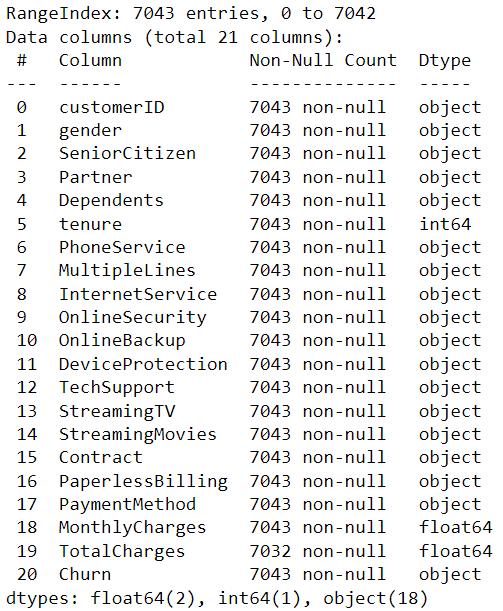 RangeIndex: 7043 entries, 0 to 7042
Data columns (total 21 columns):
 #   Column            Non-Null Count  Dtype
---  ------            --------------  -----
 0   customerID        7043 non-null   object
 1   gender            7043 non-null   object
 2   SeniorCitizen     7043 non-null   object
 3   Partner           7043 non-null   object
 4   Dependents        7043 non-null   object
 5   tenure            7043 non-null   int64
 6   PhoneService      7043 non-null   object
 7   MultipleLines     7043 non-null   object
 8   InternetService   7043 non-null   object
 9   OnlineSecurity    7043 non-null   object
 10  OnlineBackup      7043 non-null   object
 11  DeviceProtection  7043 non-null   object
 12  TechSupport       7043 non-null   object
 13  StreamingTV       7043 non-null   object
 14  StreamingMovies   7043 non-null   object
 15  Contract          7043 non-null   object
 16  PaperlessBilling  7043 non-null   object
 17  PaymentMethod     7043 non-null   object
 18  MonthlyCharges    7043 non-null   float64
 19  TotalCharges      7032 non-null   float64
 20  Churn             7043 non-null   object
dtypes: float64(2), int64(1), object(18)